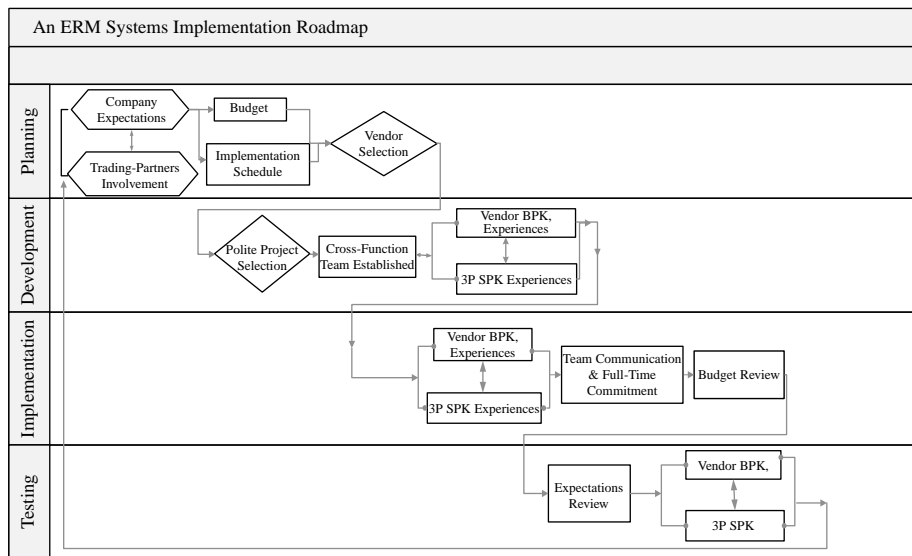 An ERM Systems Implementation Roadmap
Planning
Company
Expectations
Budget
Vendor
Selection
Implementation
Schedule
Trading-Partners
Involvement
Development
Polite Project
Selection
Cross-Function
Team Established
Vendor BPK,
Experiences
3P SPK Experiences
Implementation
Vendor BPK,
Experiences
3P SPK Experiences
Team Communication
& Full-Time
Commitment
Budget Review
Testing
Expectations
Review
Vendor BPK,
3P SPK